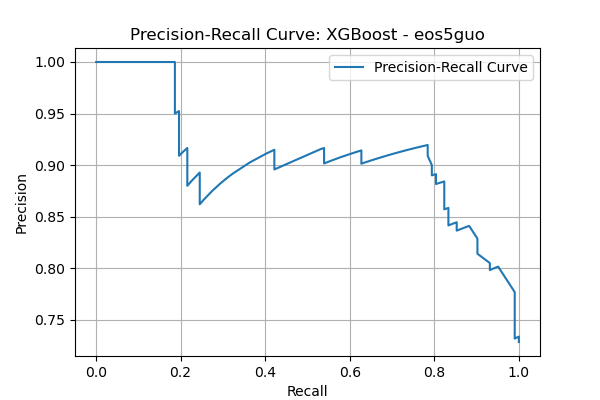 Precision-Recall Curve: XGBoost - eos5guo
Precision-Recall Curve
1.00
0.95
0.90
0.85
0.80
0.75
Precision
0.0 0.2 0.4 0.6 0.8 1.0
Recall